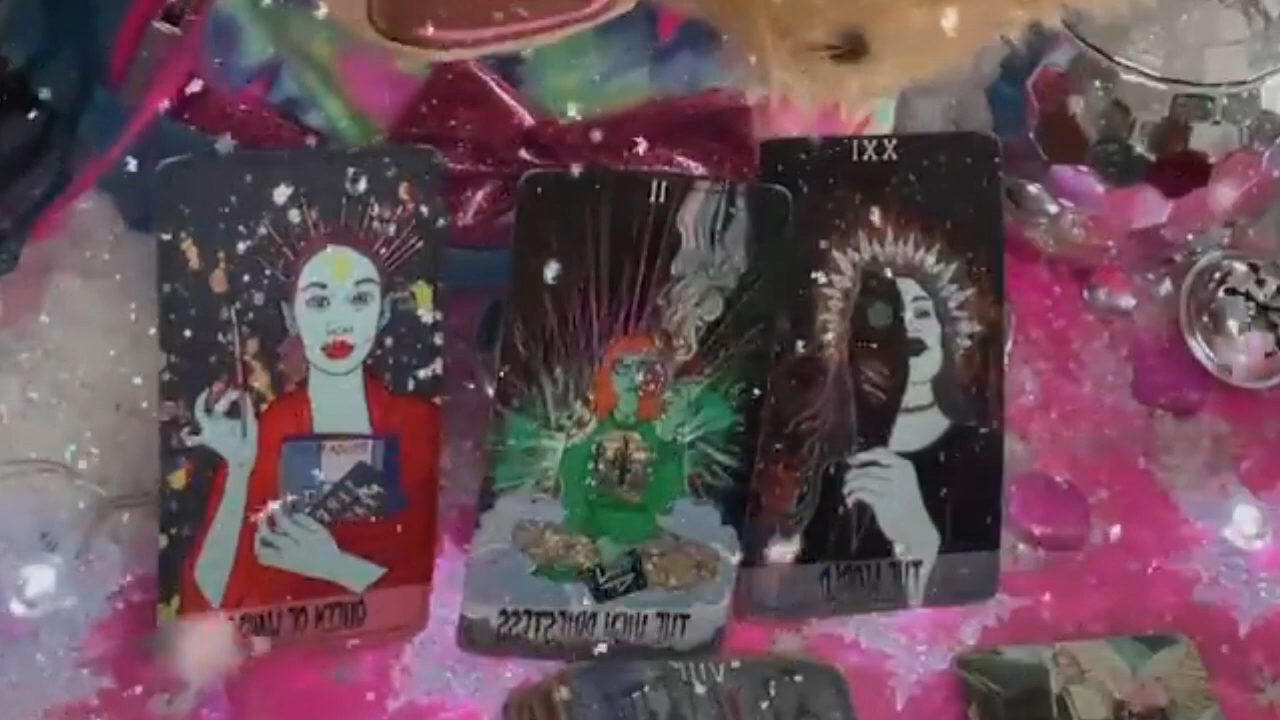 XXI
II
QUEEN OF WANDS
THE HIGH PRIESTESS
THE WORLD